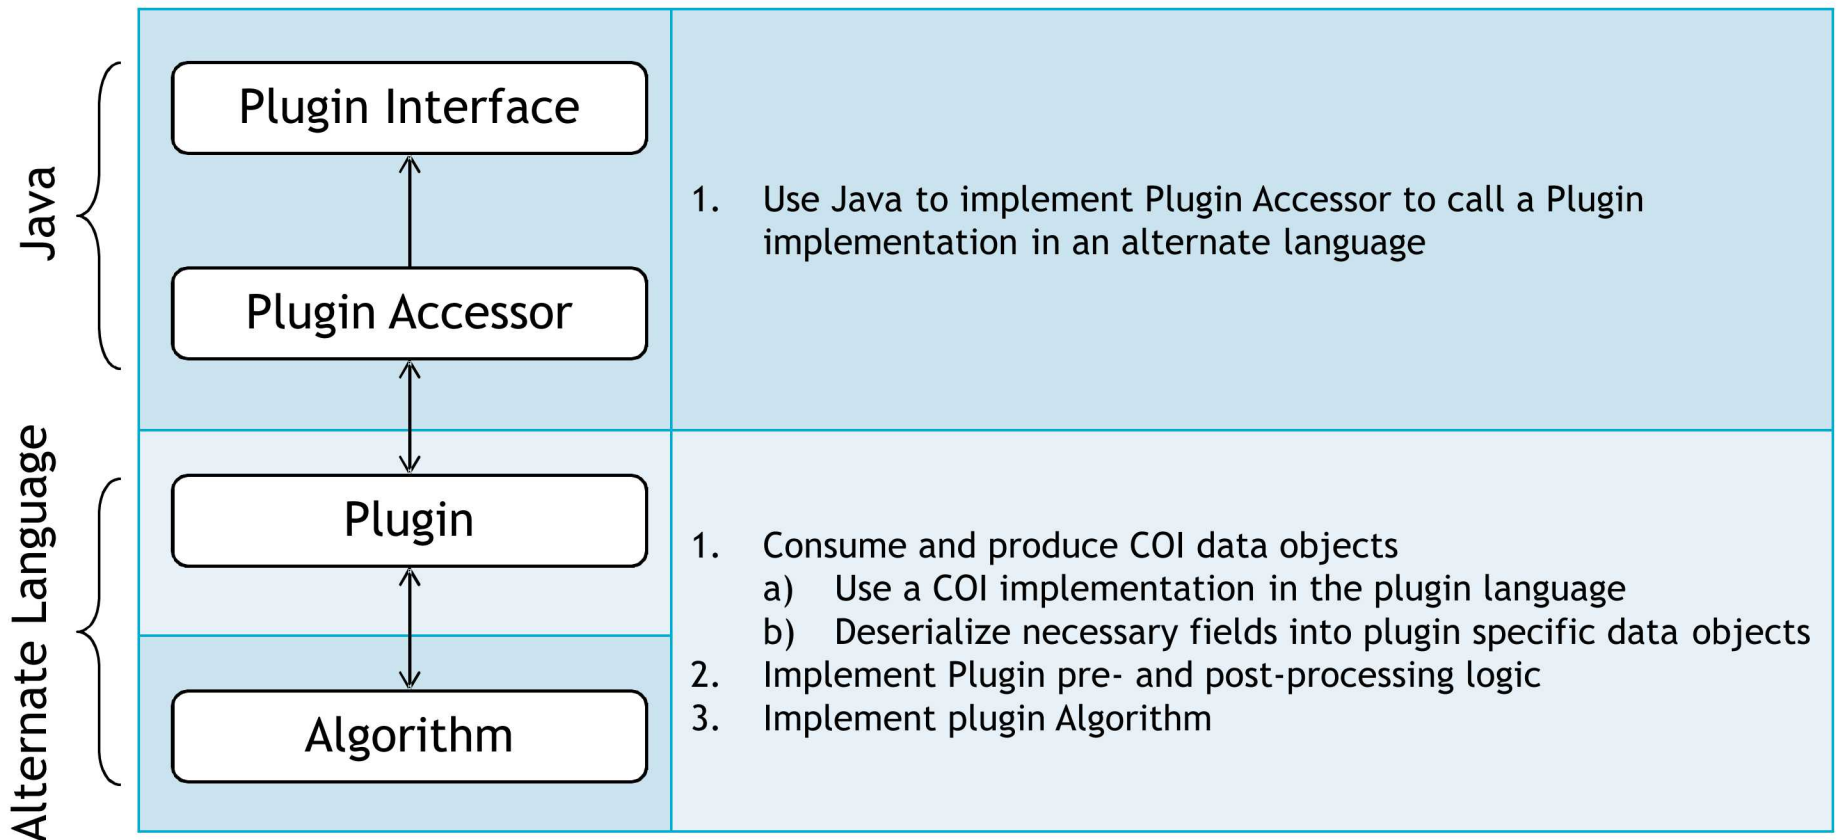 Java
Plugin Interface
Plugin Accessor
1. Use Java to implement Plugin Accessor to call a Plugin
implementation in an alternate language
Alternate Language
Plugin
Algorithm
1. Consume and produce COI data objects
a) Use a COI implementation in the plugin language
b) Deserialize necessary fields into plugin specific data objects
2. Implement Plugin pre- and post-processing logic
3. Implement plugin Algorithm